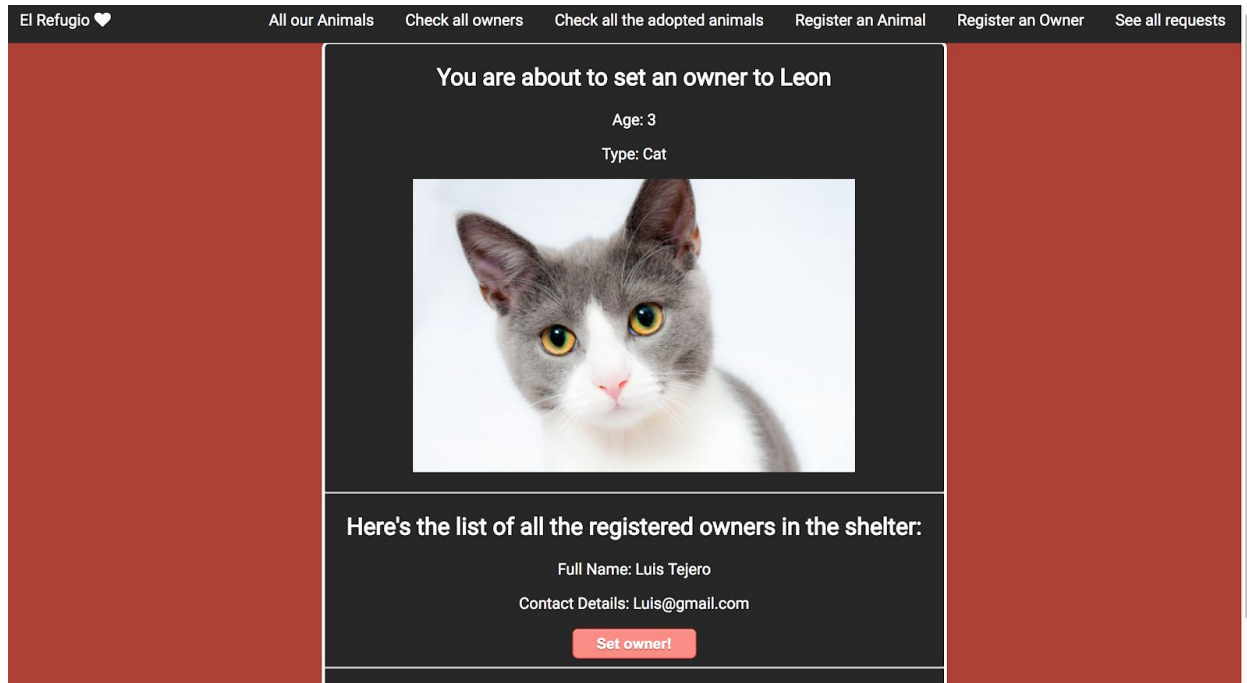 El Refugio All our Animals Check all owners Check all the adopted animals Register an Animal Register an Owner See all requests
You are about to set an owner to Leon
Age: 3
Type: Cat
Here's the list of all the registered owners in the shelter:
Full Name: Luis Tejero
Contact Details: Luis@gmail.com
Set owner!